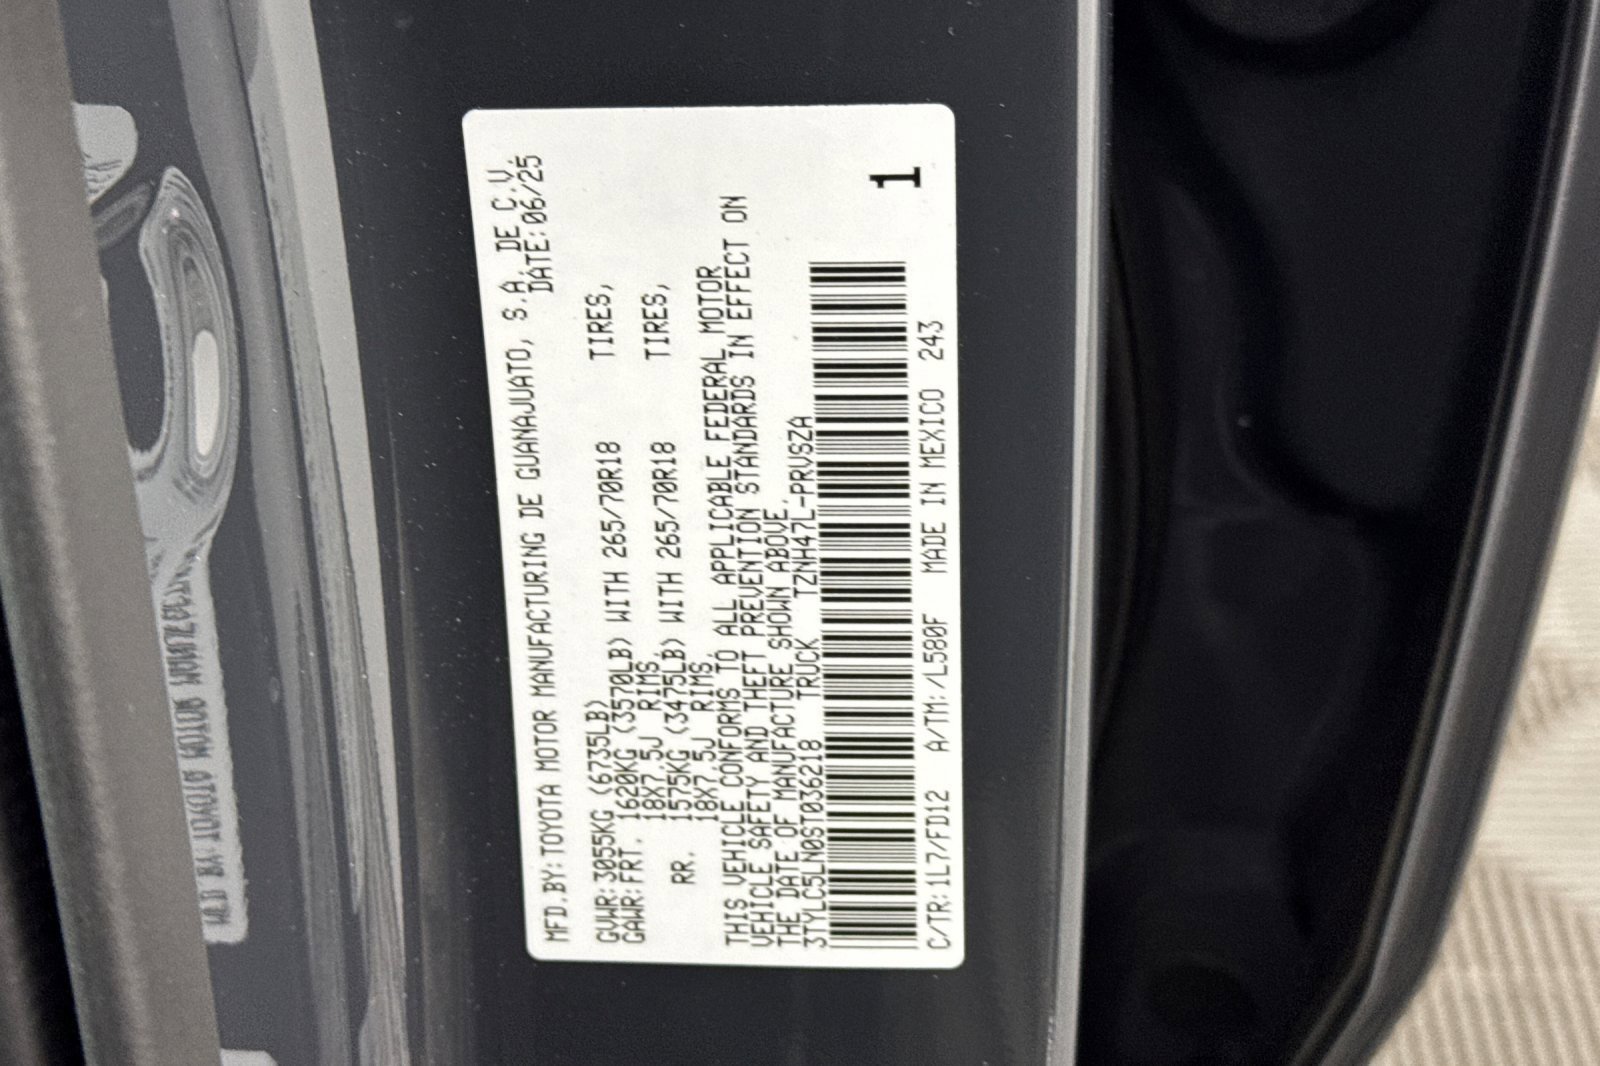 MFD.BY:TOYOTA MOTOR MANUFACTURING DE GUANAJUATO, S.A. DE C.V.
DATE:06/25
GVWR:3055KG (6735LB)
GAWR:FRT. 1620KG (3570LB) WITH 265/70R18 TIRES,
18X7.5J RIMS,
RR. 1575KG (3475LB) WITH 265/70R18 TIRES,
18X7.5J RIMS.
THIS VEHICLE CONFORMS TO ALL APPLICABLE FEDERAL MOTOR
VEHICLE SAFETY AND THEFT PREVENTION STANDARDS IN EFFECT ON
THE DATE OF MANUFACTURE SHOWN ABOVE.
3TYLC5LN0ST036218 TRUCK TZNH47L-PRVSZA
1
C/TR:1L7/FD12 A/TM:/L580F MADE IN MEXICO 243